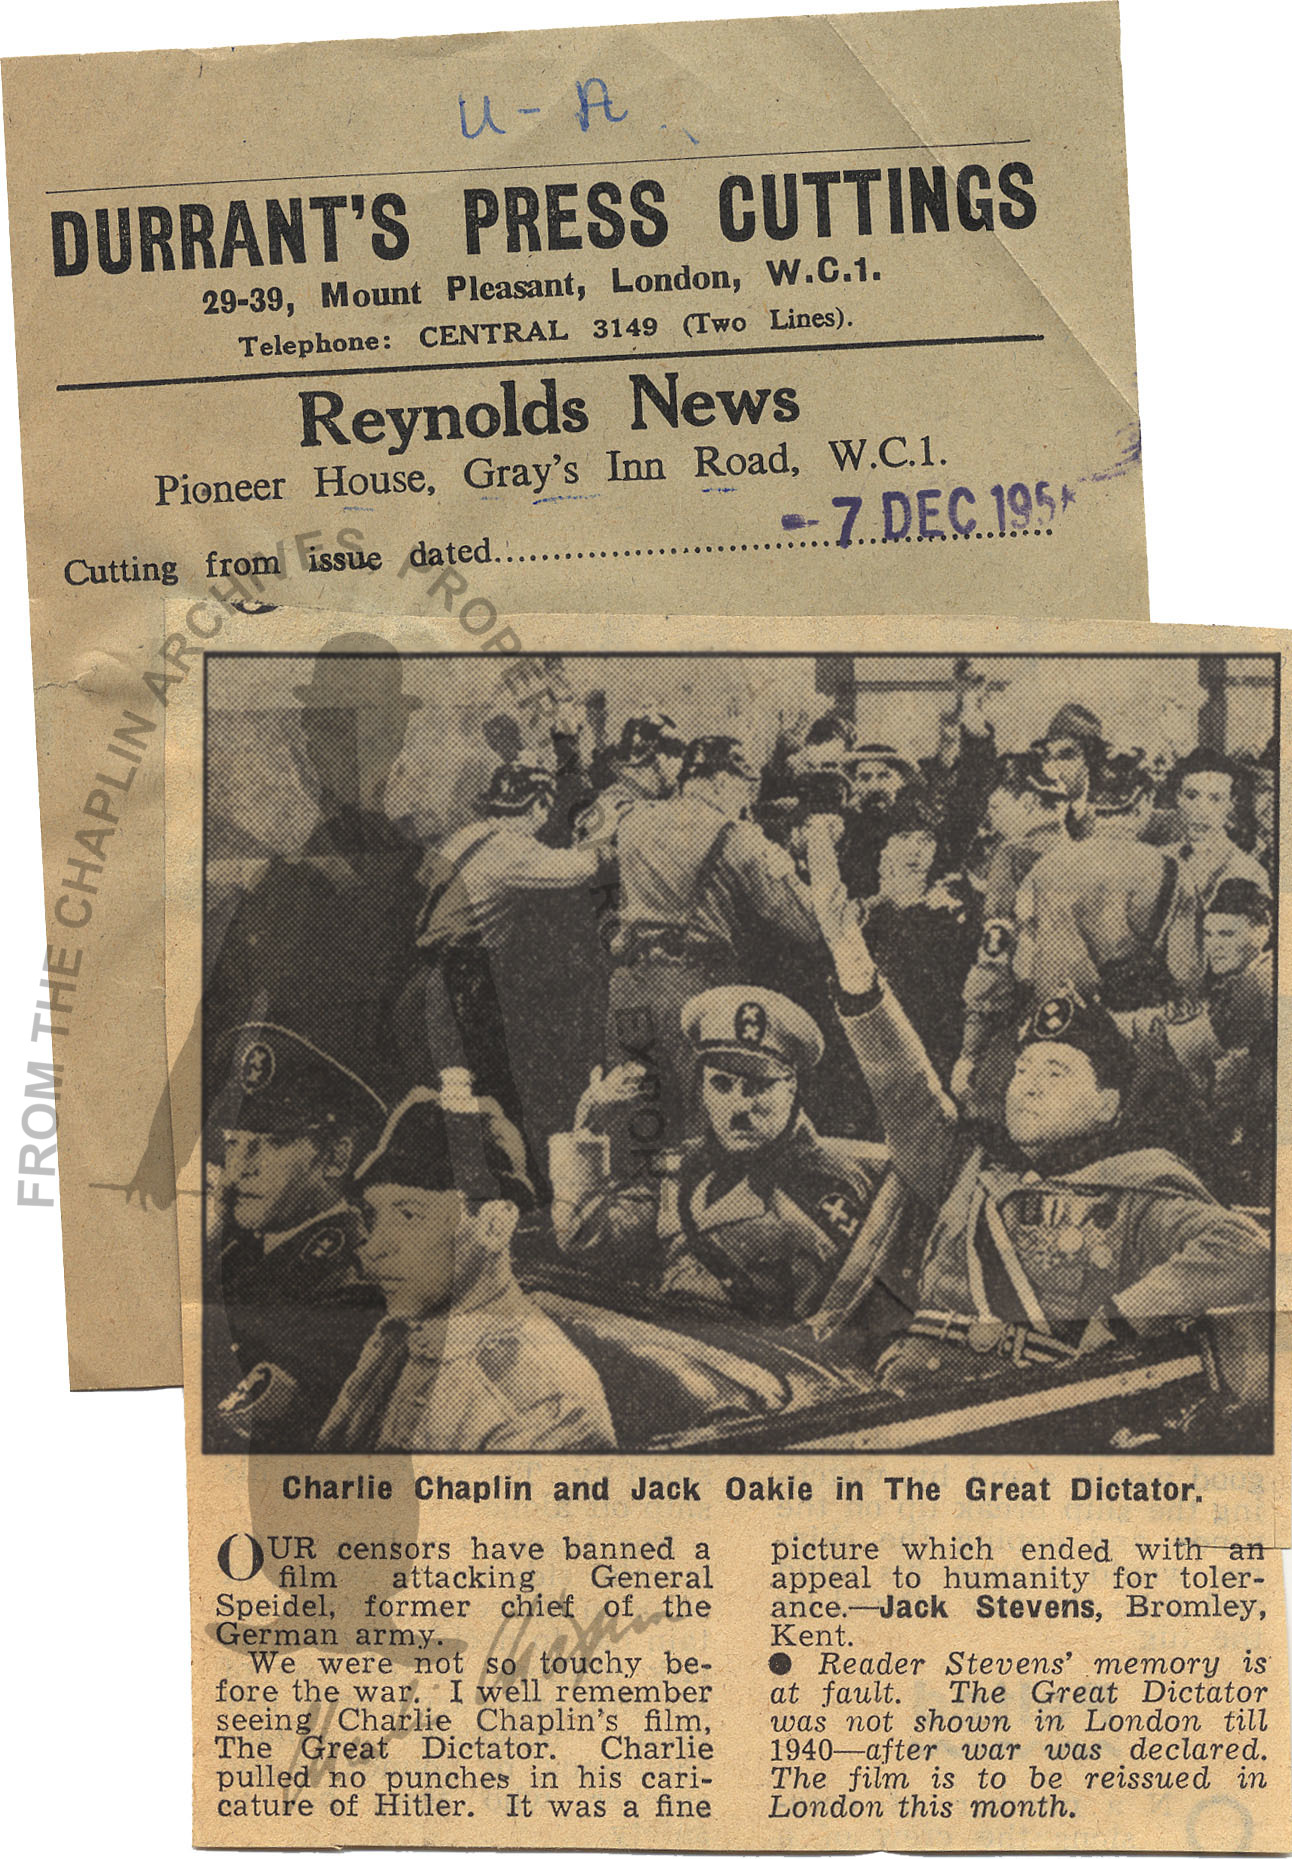 U-A
DURRANT'S PRESS CUTTINGS
29-39, Mount Pleasant, London, W.C.1.
Telephone: CENTRAL 3149 (Two Lines).
Reynolds News
Pioneer House, Gray's Inn Road, W.C.1.
- 7 DEC 195
Cutting from issue dated
FROM THE CHAPLIN ARCHIVES, PROPERTY OF ROY EXPORT
Charlie Chaplin and Jack Oakie in The Great Dictator.
OUR censors have banned a
film attacking General
Speidel, former chief of the
German army.
We were not so touchy be-
fore the war. I well remember
seeing Charlie Chaplin's film,
The Great Dictator. Charlie
pulled no punches in his cari-
cature of Hitler. It was a fine
picture which ended with an
appeal to humanity for toler-
ance.—Jack Stevens, Bromley,
Kent.
● Reader Stevens' memory is
at fault. The Great Dictator
was not shown in London till
1940—after war was declared.
The film is to be reissued in
London this month.